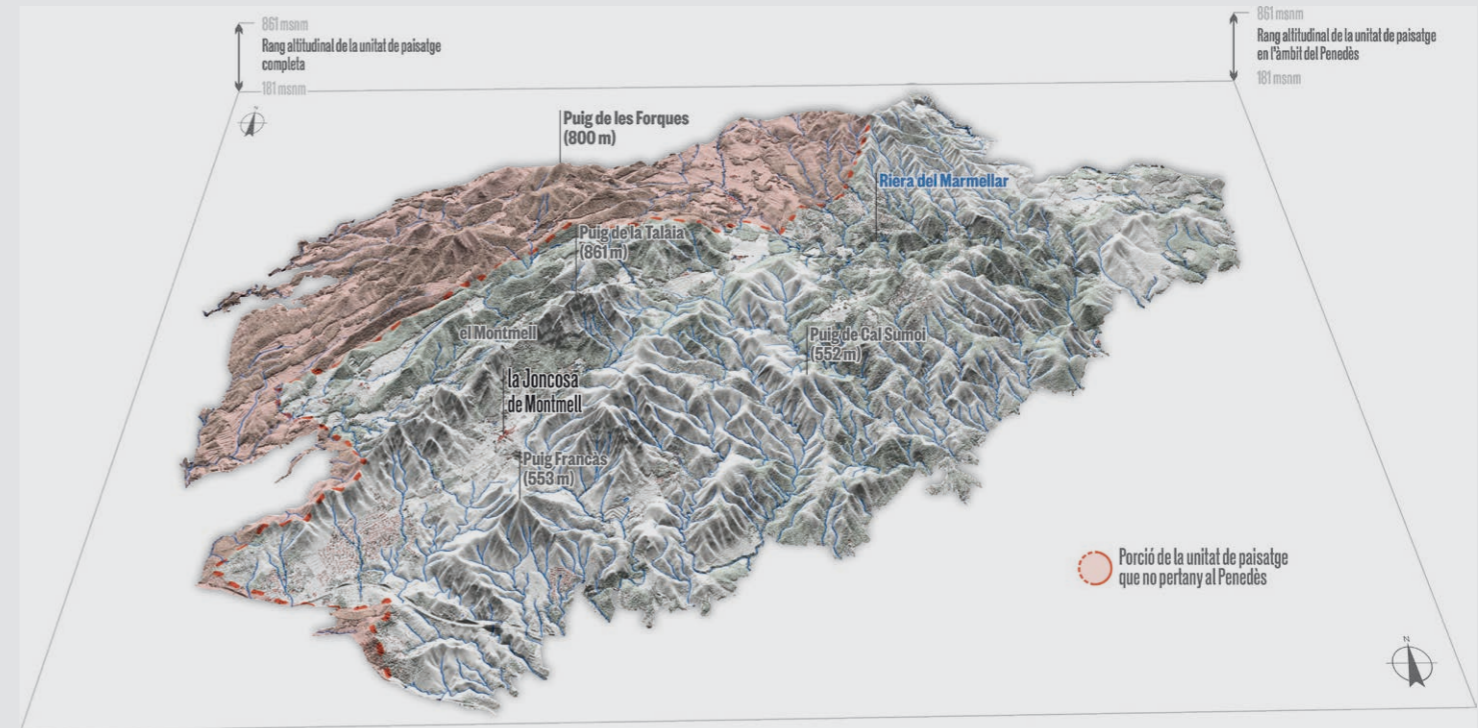 861 msnm
Rang altitudinal de la unitat de paisatge
completa
181 msnm
N
861 msnm
Rang altitudinal de la unitat de paisatge
en l'àmbit del Penedès
181 msnm
Puig de les Forques
(800 m)
Riera del Marmellar
Puig de la Talaia
(861 m)
el Montmell
Puig de Cal Sumoi
(552 m)
la Joncosa
de Montmell
Puig Francàs
(553 m)
Porció de la unitat de paisatge
que no pertany al Penedès
N